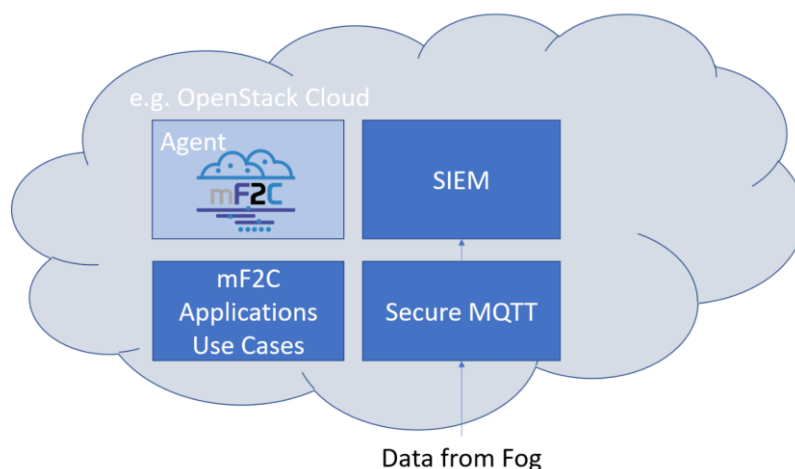 e.g. OpenStack Cloud
Agent
mF2C
SIEM
mF2C
Applications
Use Cases
Secure MQTT
Data from Fog